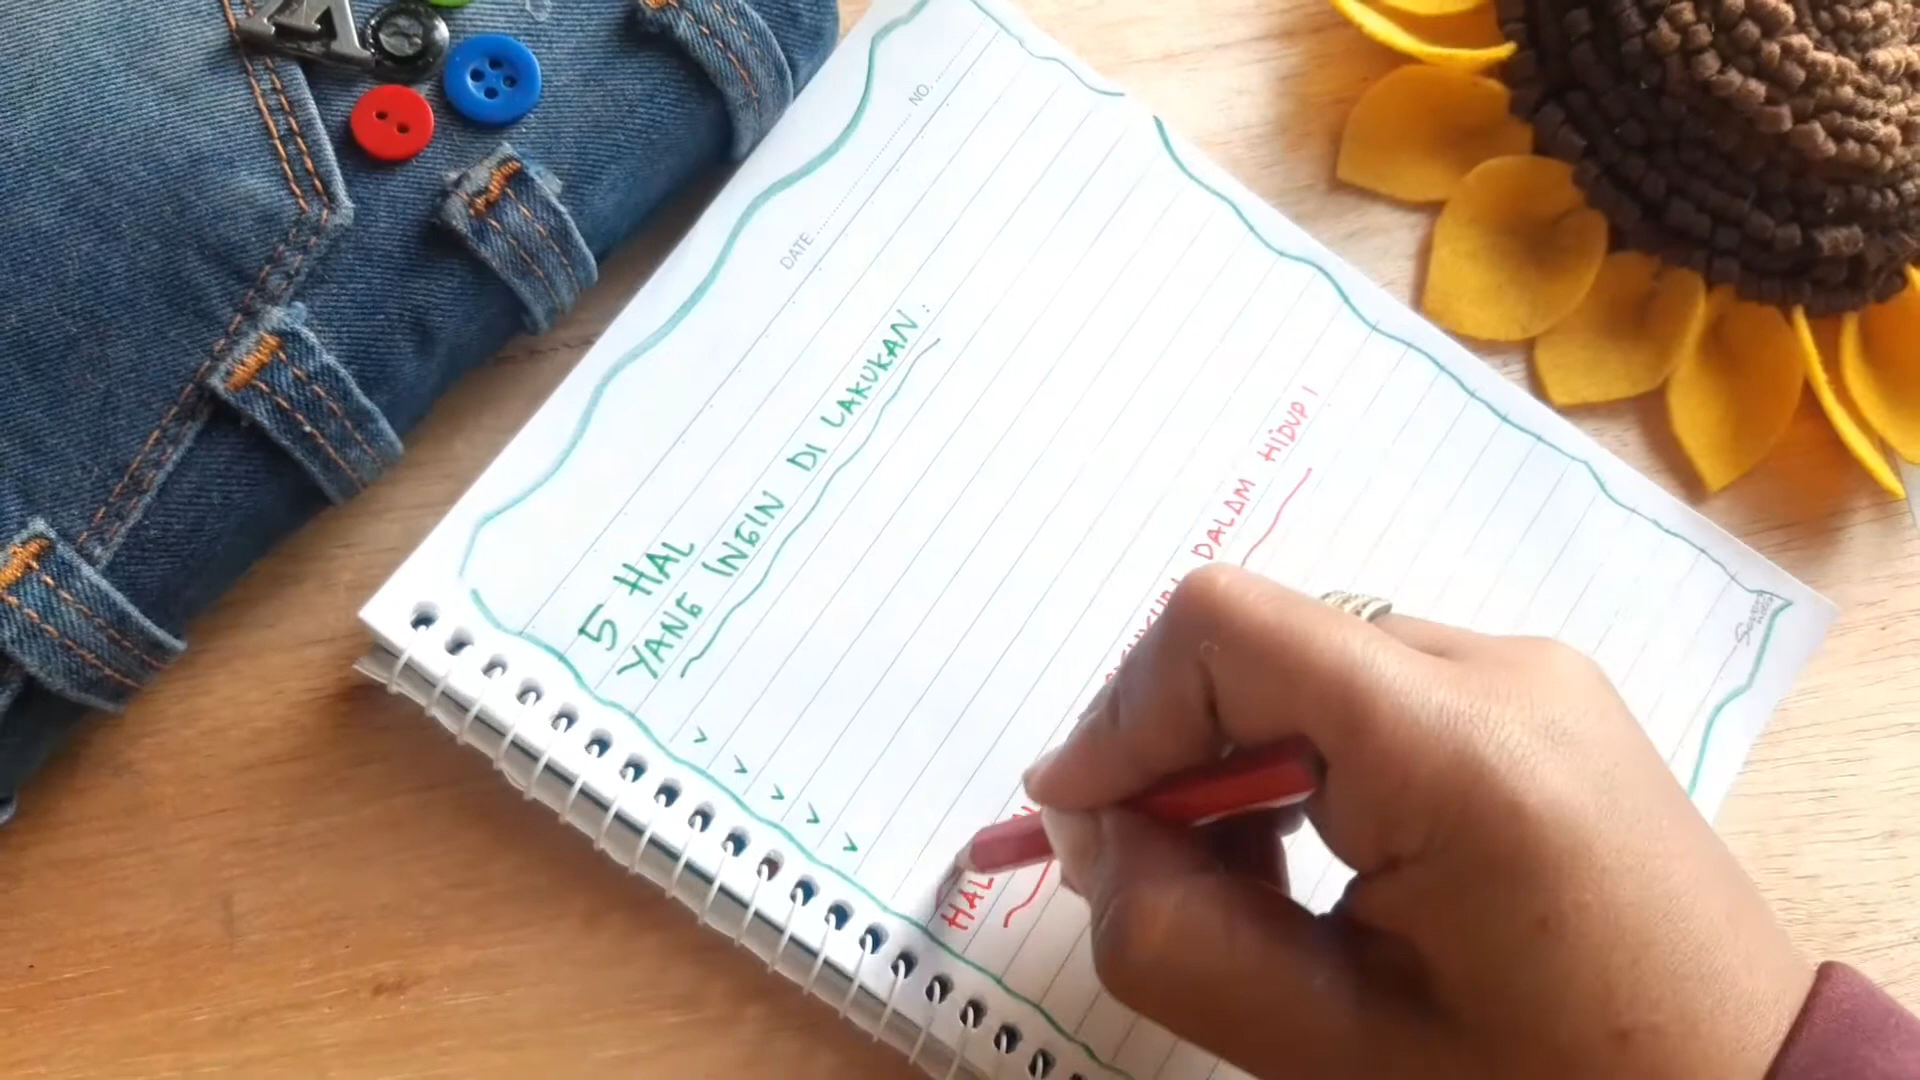 NO.
DATE
5 HAL
YANG INGIN DI LAKUKAN :
HAL DALAM HIDUP !